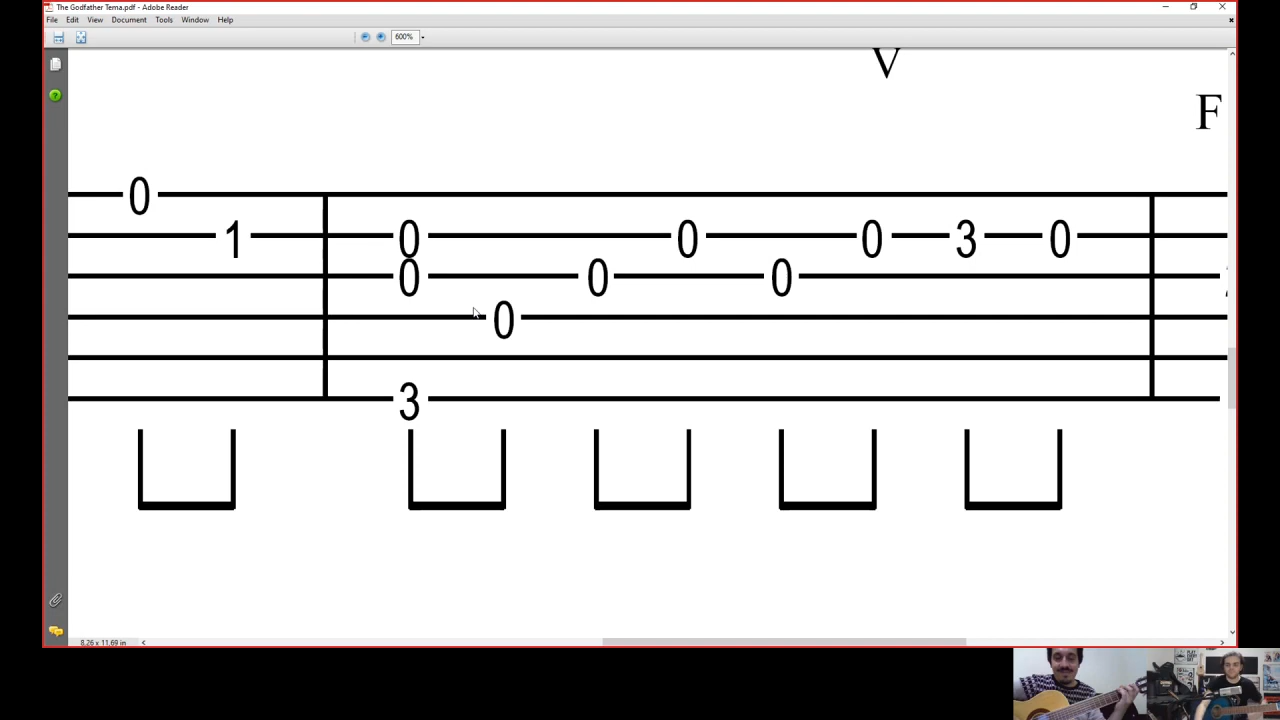 The Godfather Tema.pdf - Adobe Reader
File Edit View Document Tools Window Help
600%
V
F
0
1
0 0 0 3 0
0 0 0
0
3
8,26 x 11,69 in